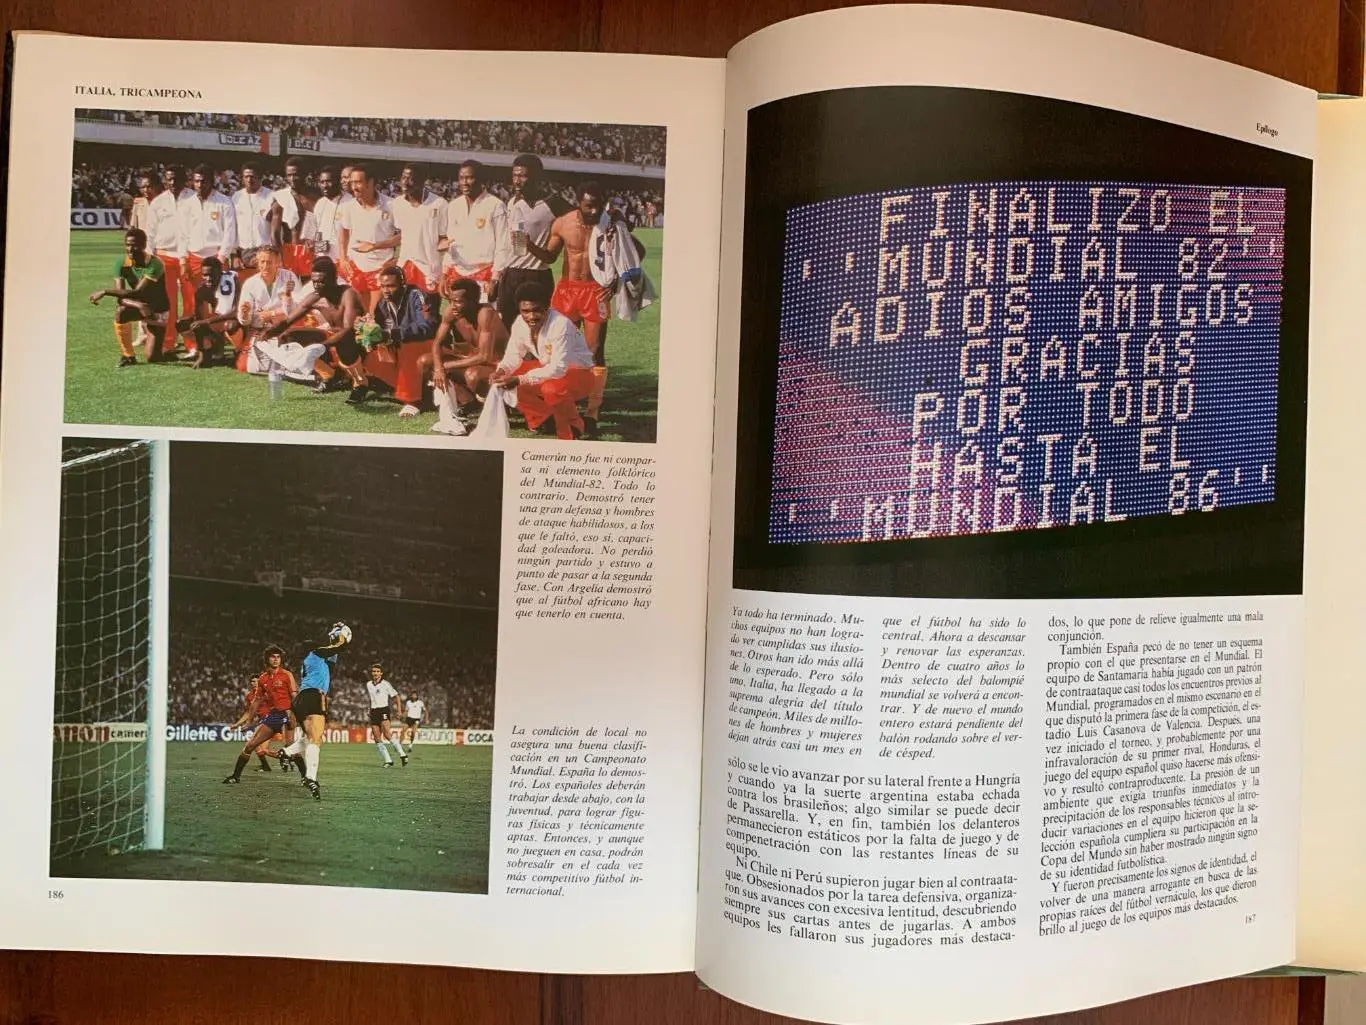 ITALIA, TRICAMPEONA
CO IV
Camerún no fue ni compar-
sa ni elemento folklórico
del Mundial-82. Todo lo
contrario. Demostró tener
una gran defensa y hombres
de ataque habilidosos, a los
que le faltó, eso sí, capaci-
dad goleadora. No perdió
ningún partido y estuvo a
punto de pasar a la segunda
fase. Con Argelia demostró
que al fútbol africano hay
que tenerlo en cuenta.
camera
Gillette
COCA
La condición de local no
asegura una buena clasifi-
cación en un Campeonato
Mundial. España lo demos-
tró. Los españoles deberán
trabajar desde abajo, con la
juventud, para lograr figu-
ras físicas y técnicamente
aptas. Entonces, y aunque
no jueguen en casa, podrán
sobresalir en el cada vez
más competitivo fútbol in-
ternacional.
186
Epílogo
FINALIZO EL
''MUNDIAL 82''
ADIOS AMIGOS
GRACIAS
POR TODO
HASTA EL
''MUNDIAL 86''
Ya todo ha terminado. Mu-
chos equipos no han logra-
do ver cumplidas sus ilusio-
nes. Otros han ido más allá
de lo esperado. Pero sólo
uno, Italia, ha llegado a la
suprema alegría del título
de campeón. Miles de millo-
nes de hombres y mujeres
dejan atrás casi un mes en
que el fútbol ha sido lo
central. Ahora a descansar
y renovar las esperanzas.
Dentro de cuatro años lo
más selecto del balompié
mundial se volverá a encon-
trar. Y de nuevo el mundo
entero estará pendiente del
balón rodando sobre el ver-
de césped.
sólo se le vio avanzar por su lateral frente a Hungría
y cuando ya la suerte argentina estaba echada
contra los brasileños; algo similar se puede decir
de Passarella. Y, en fin, también los delanteros
permanecieron estáticos por la falta de juego y de
compenetración con las restantes líneas de su
equipo.
Ni Chile ni Perú supieron jugar bien al contraata-
que. Obsesionados por la tarea defensiva, organiza-
ron sus avances con excesiva lentitud, descubriendo
siempre sus cartas antes de jugarlas. A ambos
equipos les fallaron sus jugadores más destaca-
dos, lo que pone de relieve igualmente una mala
conjunción.
También España pecó de no tener un esquema
propio con el que presentarse en el Mundial. El
equipo de Santamaría había jugado con un patrón
de contraataque casi todos los encuentros previos al
Mundial, programados en el mismo escenario en el
que disputó la primera fase de la competición, el es-
tadio Luis Casanova de Valencia. Después, una
vez iniciado el torneo, y probablemente por una
infravaloración de su primer rival, Honduras, el
juego del equipo español quiso hacerse más ofensi-
vo y resultó contraproducente. La presión de un
ambiente que exigía triunfos inmediatos y la
precipitación de los responsables técnicos al intro-
ducir variaciones en el equipo hicieron que la se-
lección española cumpliera su participación en la
Copa del Mundo sin haber mostrado ningún signo
de su identidad futbolística.
Y fueron precisamente los signos de identidad, el
volver de una manera arrogante en busca de las
propias raíces del fútbol vernáculo, los que dieron
brillo al juego de los equipos más destacados.
187